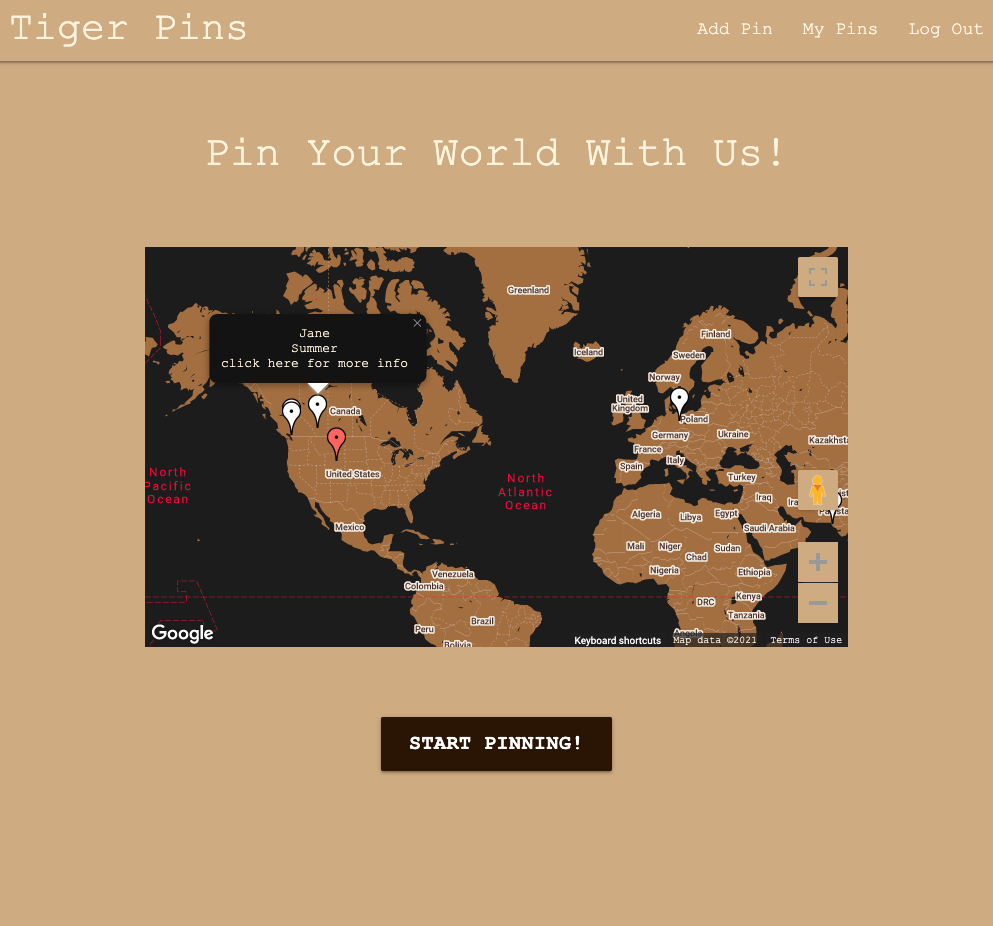 Tiger Pins
Add Pin
My Pins
Log Out
Pin Your World With Us!
Greenland
Finland
Iceland
Sweden
Jane
Summer
click here for more info
Norway
United
Kingdom
Canada
Poland
Germany
Ukraine
Kazakhsta
France
Italy
Spain
United States
Turkey
North
Pacific
Ocean
North
Atlantic
Ocean
Iraq
Algeria
Libya
Egypt
Saudi Arabia
Mexico
Mali
Niger
Chad
Sudan
Nigeria
Ethiopia
Venezuela
Colombia
Kenya
DRC
Tanzania
Brazil
Peru
Angola
Bolivia
Google
Keyboard shortcuts
Map data ©2021
Terms of Use
START PINNING!